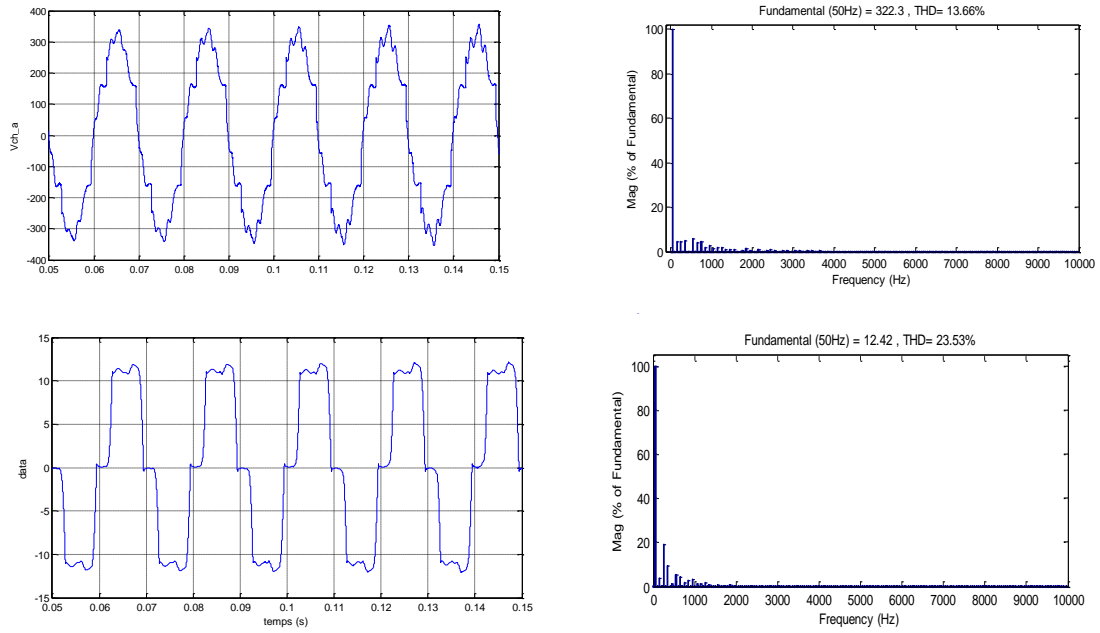 400
300
200
100
0
-100
-200
-300
-400
Vch_a
0.05 0.06 0.07 0.08 0.09 0.1 0.11 0.12 0.13 0.14 0.15
Fundamental (50Hz) = 322.3 , THD= 13.66%
100
80
60
40
20
0
Mag (% of Fundamental)
0 1000 2000 3000 4000 5000 6000 7000 8000 9000 10000
Frequency (Hz)
15
10
5
0
-5
-10
-15
data
0.05 0.06 0.07 0.08 0.09 0.1 0.11 0.12 0.13 0.14 0.15
temps (s)
Fundamental (50Hz) = 12.42 , THD= 23.53%
100
80
60
40
20
0
Mag (% of Fundamental)
0 1000 2000 3000 4000 5000 6000 7000 8000 9000 10000
Frequency (Hz)